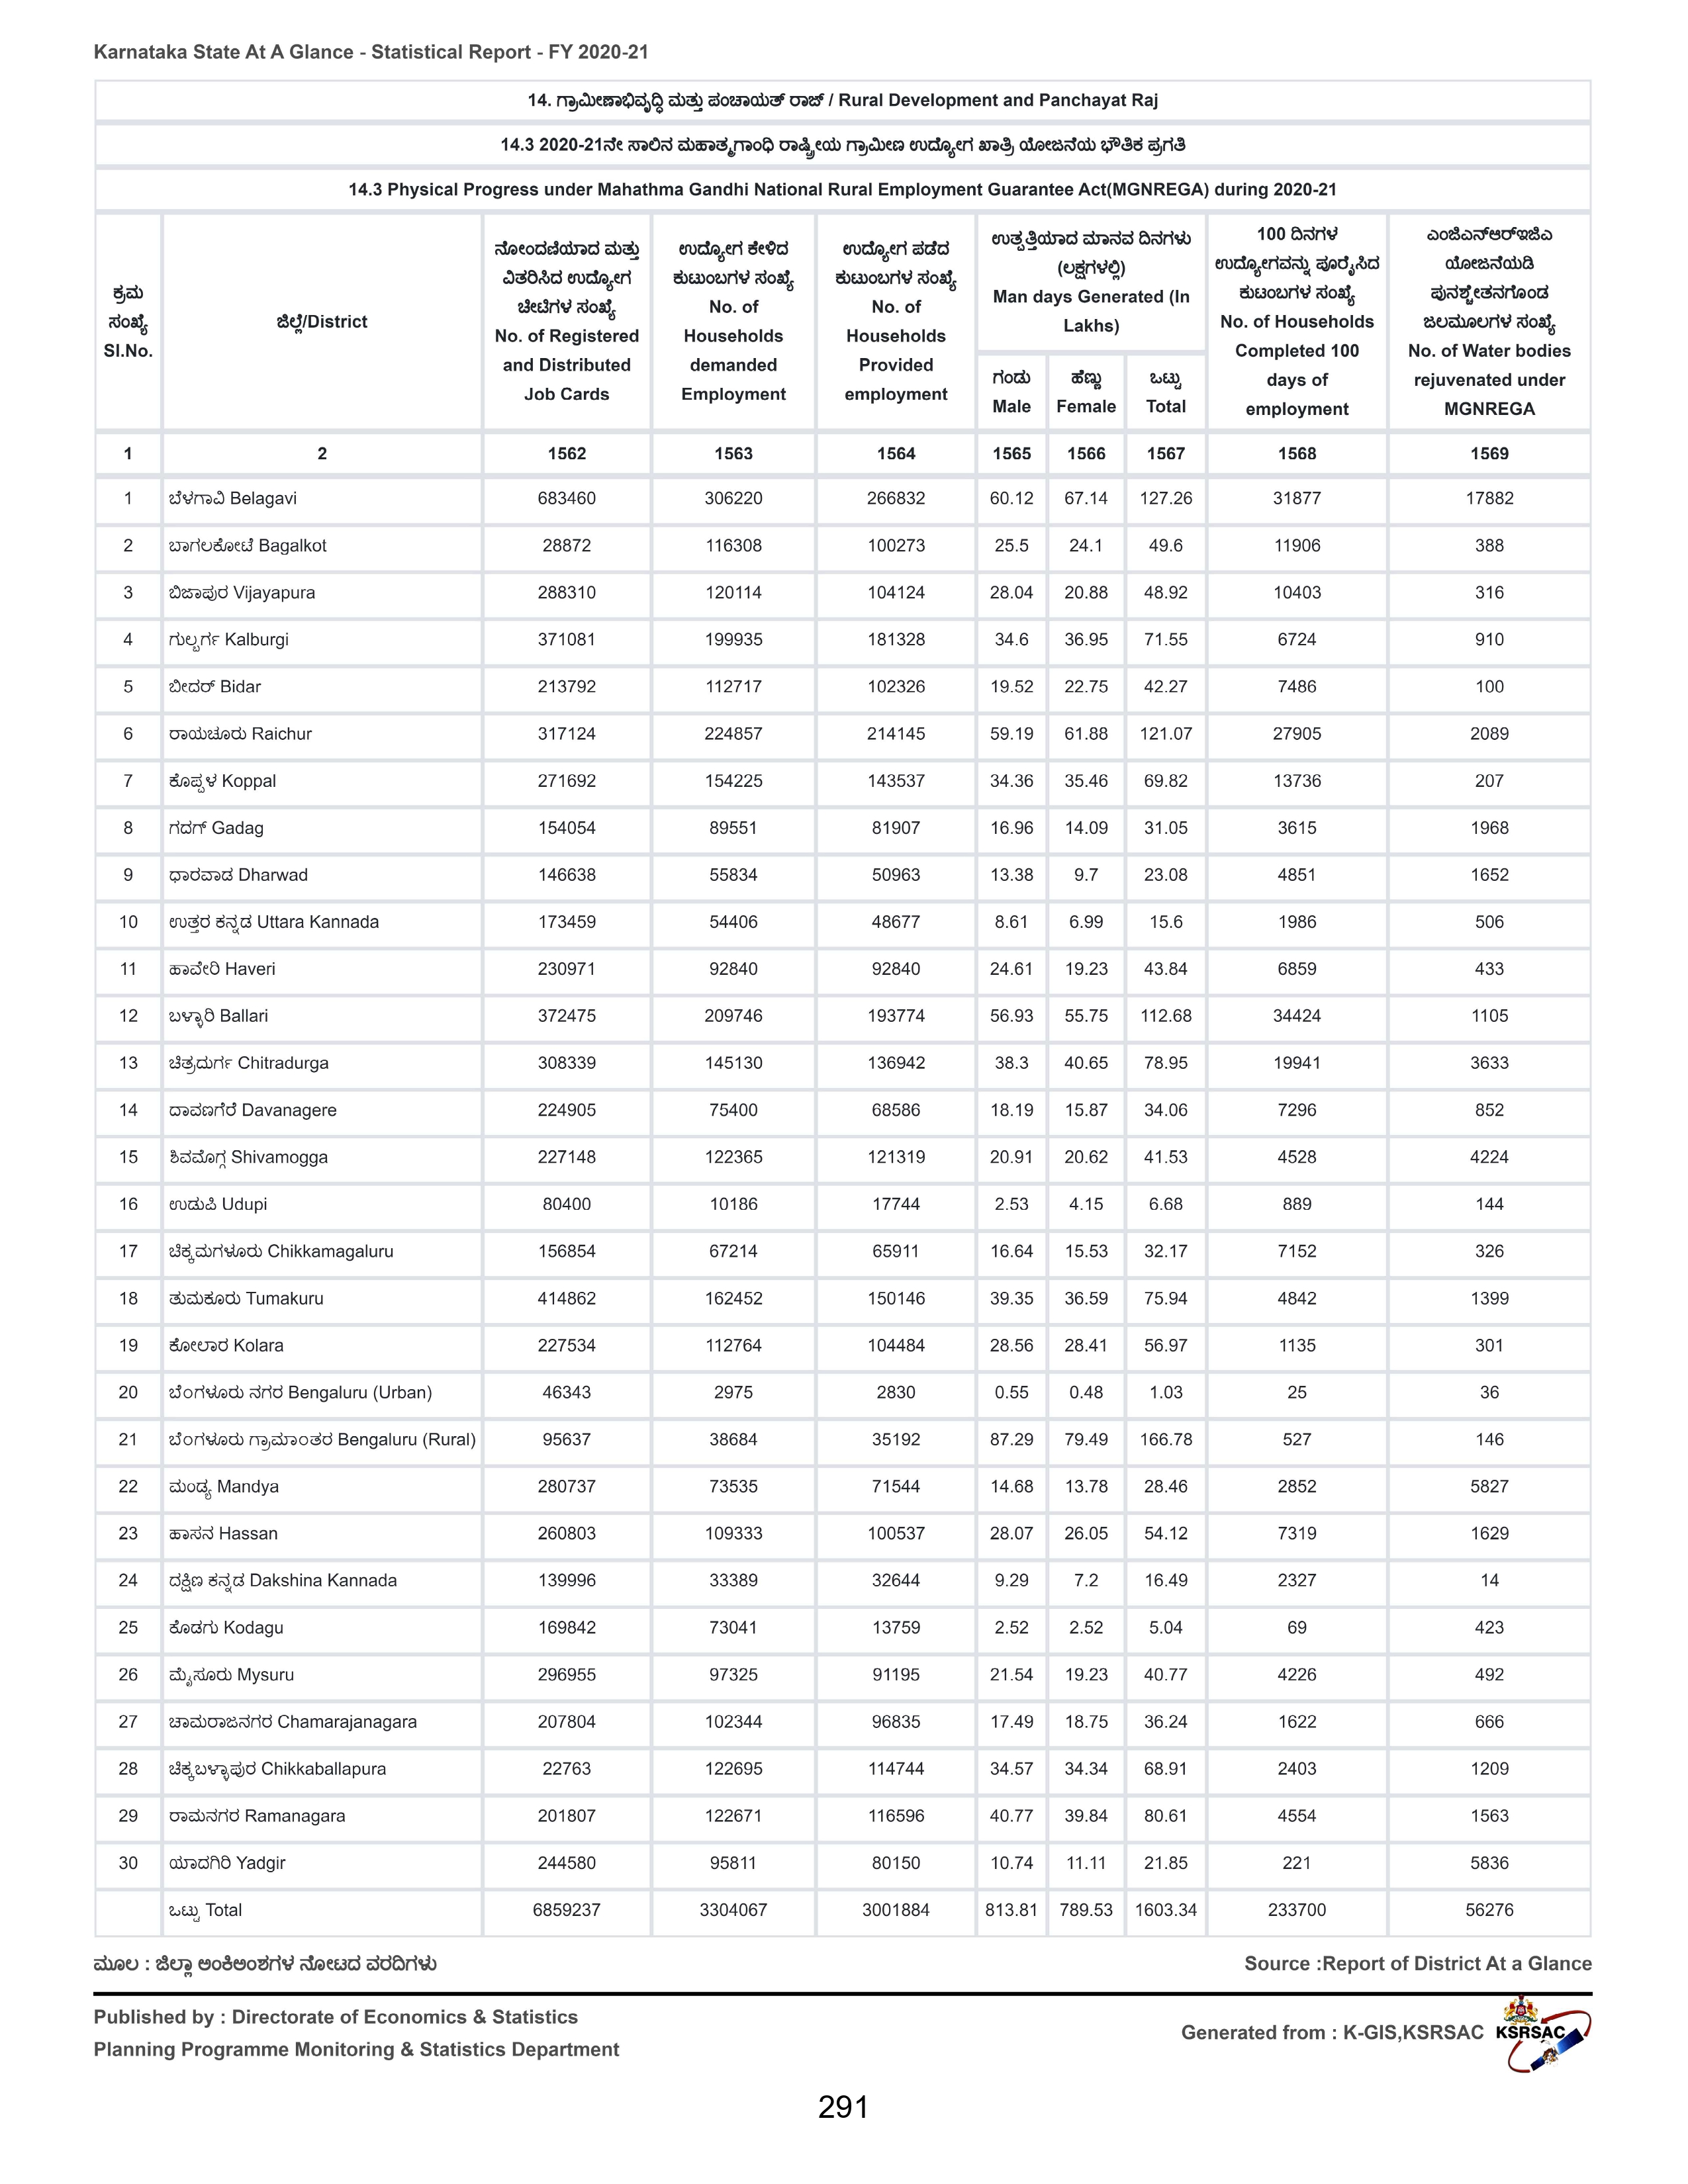 Karnataka State At A Glance - Statistical Report - FY 2020-21
14. ಗ್ರಾಮೀಣಾಭಿವೃದ್ಧಿ ಮತ್ತು ಪಂಚಾಯತ್ ರಾಜ್ / Rural Development and Panchayat Raj
14.3 2020-21ನೇ ಸಾಲಿನ ಮಹಾತ್ಮಗಾಂಧಿ ರಾಷ್ಟ್ರೀಯ ಗ್ರಾಮೀಣ ಉದ್ಯೋಗ ಖಾತ್ರಿ ಯೋಜನೆಯ ಭೌತಿಕ ಪ್ರಗತಿ
14.3 Physical Progress under Mahathma Gandhi National Rural Employment Guarantee Act(MGNREGA) during 2020-21
ಕ್ರಮ
ಸಂಖ್ಯೆ
Sl.No.
ಜಿಲ್ಲೆ/District
ನೋಂದಣಿಯಾದ ಮತ್ತು
ವಿತರಿಸಿದ ಉದ್ಯೋಗ
ಚೀಟಿಗಳ ಸಂಖ್ಯೆ
No. of Registered
and Distributed
Job Cards
ಉದ್ಯೋಗ ಕೇಳಿದ
ಕುಟುಂಬಗಳ ಸಂಖ್ಯೆ
No. of
Households
demanded
Employment
ಉದ್ಯೋಗ ಪಡೆದ
ಕುಟುಂಬಗಳ ಸಂಖ್ಯೆ
No. of
Households
Provided
employment
ಉತ್ಪತ್ತಿಯಾದ ಮಾನವ ದಿನಗಳು
(ಲಕ್ಷಗಳಲ್ಲಿ)
Man days Generated (In
Lakhs)
ಗಂಡು
Male
ಹೆಣ್ಣು
Female
ಒಟ್ಟು
Total
100 ದಿನಗಳ
ಉದ್ಯೋಗವನ್ನು ಪೂರೈಸಿದ
ಕುಟಂಬಗಳ ಸಂಖ್ಯೆ
No. of Households
Completed 100
days of
employment
ಎಂಜಿಎನ್ಆರ್ಇಜಿಎ
ಯೋಜನೆಯಡಿ
ಪುನಶ್ಚೇತನಗೊಂಡ
ಜಲಮೂಲಗಳ ಸಂಖ್ಯೆ
No. of Water bodies
rejuvenated under
MGNREGA
1 2 1562 1563 1564 1565 1566 1567 1568 1569
1 ಬೆಳಗಾವಿ Belagavi 683460 306220 266832 60.12 67.14 127.26 31877 17882
2 ಬಾಗಲಕೋಟೆ Bagalkot 28872 116308 100273 25.5 24.1 49.6 11906 388
3 ಬಿಜಾಪುರ Vijayapura 288310 120114 104124 28.04 20.88 48.92 10403 316
4 ಗುಲ್ಬರ್ಗ Kalburgi 371081 199935 181328 34.6 36.95 71.55 6724 910
5 ಬೀದರ್ Bidar 213792 112717 102326 19.52 22.75 42.27 7486 100
6 ರಾಯಚೂರು Raichur 317124 224857 214145 59.19 61.88 121.07 27905 2089
7 ಕೊಪ್ಪಳ Koppal 271692 154225 143537 34.36 35.46 69.82 13736 207
8 ಗದಗ್ Gadag 154054 89551 81907 16.96 14.09 31.05 3615 1968
9 ಧಾರವಾಡ Dharwad 146638 55834 50963 13.38 9.7 23.08 4851 1652
10 ಉತ್ತರ ಕನ್ನಡ Uttara Kannada 173459 54406 48677 8.61 6.99 15.6 1986 506
11 ಹಾವೇರಿ Haveri 230971 92840 92840 24.61 19.23 43.84 6859 433
12 ಬಳ್ಳಾರಿ Ballari 372475 209746 193774 56.93 55.75 112.68 34424 1105
13 ಚಿತ್ರದುರ್ಗ Chitradurga 308339 145130 136942 38.3 40.65 78.95 19941 3633
14 ದಾವಣಗೆರೆ Davanagere 224905 75400 68586 18.19 15.87 34.06 7296 852
15 ಶಿವಮೊಗ್ಗ Shivamogga 227148 122365 121319 20.91 20.62 41.53 4528 4224
16 ಉಡುಪಿ Udupi 80400 10186 17744 2.53 4.15 6.68 889 144
17 ಚಿಕ್ಕಮಗಳೂರು Chikkamagaluru 156854 67214 65911 16.64 15.53 32.17 7152 326
18 ತುಮಕೂರು Tumakuru 414862 162452 150146 39.35 36.59 75.94 4842 1399
19 ಕೋಲಾರ Kolara 227534 112764 104484 28.56 28.41 56.97 1135 301
20 ಬೆಂಗಳೂರು ನಗರ Bengaluru (Urban) 46343 2975 2830 0.55 0.48 1.03 25 36
21 ಬೆಂಗಳೂರು ಗ್ರಾಮಾಂತರ Bengaluru (Rural) 95637 38684 35192 87.29 79.49 166.78 527 146
22 ಮಂಡ್ಯ Mandya 280737 73535 71544 14.68 13.78 28.46 2852 5827
23 ಹಾಸನ Hassan 260803 109333 100537 28.07 26.05 54.12 7319 1629
24 ದಕ್ಷಿಣ ಕನ್ನಡ Dakshina Kannada 139996 33389 32644 9.29 7.2 16.49 2327 14
25 ಕೊಡಗು Kodagu 169842 73041 13759 2.52 2.52 5.04 69 423
26 ಮೈಸೂರು Mysuru 296955 97325 91195 21.54 19.23 40.77 4226 492
27 ಚಾಮರಾಜನಗರ Chamarajanagara 207804 102344 96835 17.49 18.75 36.24 1622 666
28 ಚಿಕ್ಕಬಳ್ಳಾಪುರ Chikkaballapura 22763 122695 114744 34.57 34.34 68.91 2403 1209
29 ರಾಮನಗರ Ramanagara 201807 122671 116596 40.77 39.84 80.61 4554 1563
30 ಯಾದಗಿರಿ Yadgir 244580 95811 80150 10.74 11.11 21.85 221 5836
ಒಟ್ಟು Total 6859237 3304067 3001884 813.81 789.53 1603.34 233700 56276
ಮೂಲ : ಜಿಲ್ಲಾ ಅಂಕಿಅಂಶಗಳ ನೋಟದ ವರದಿಗಳು Source :Report of District At a Glance
Published by : Directorate of Economics & Statistics
Planning Programme Monitoring & Statistics Department
Generated from : K-GIS,KSRSAC
KSRSAC
291